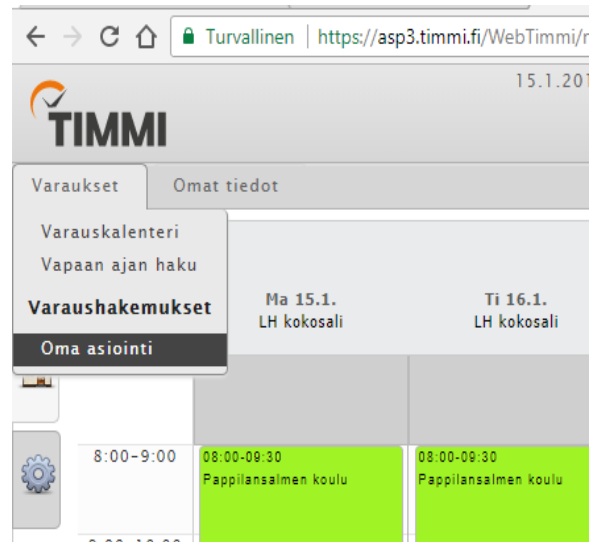 Turvallinen | https://asp3.timmi.fi/WebTimmi/
15.1.201
TIMMI
Varaukset Omat tiedot
Varauskalenteri
Vapaan ajan haku
Varaushakemukset
Oma asiointi
Ma 15.1. Ti 16.1.
LH kokosali LH kokosali
8:00-9:00 08:00-09:30 08:00-09:30
Pappilansalmen koulu Pappilansalmen koulu